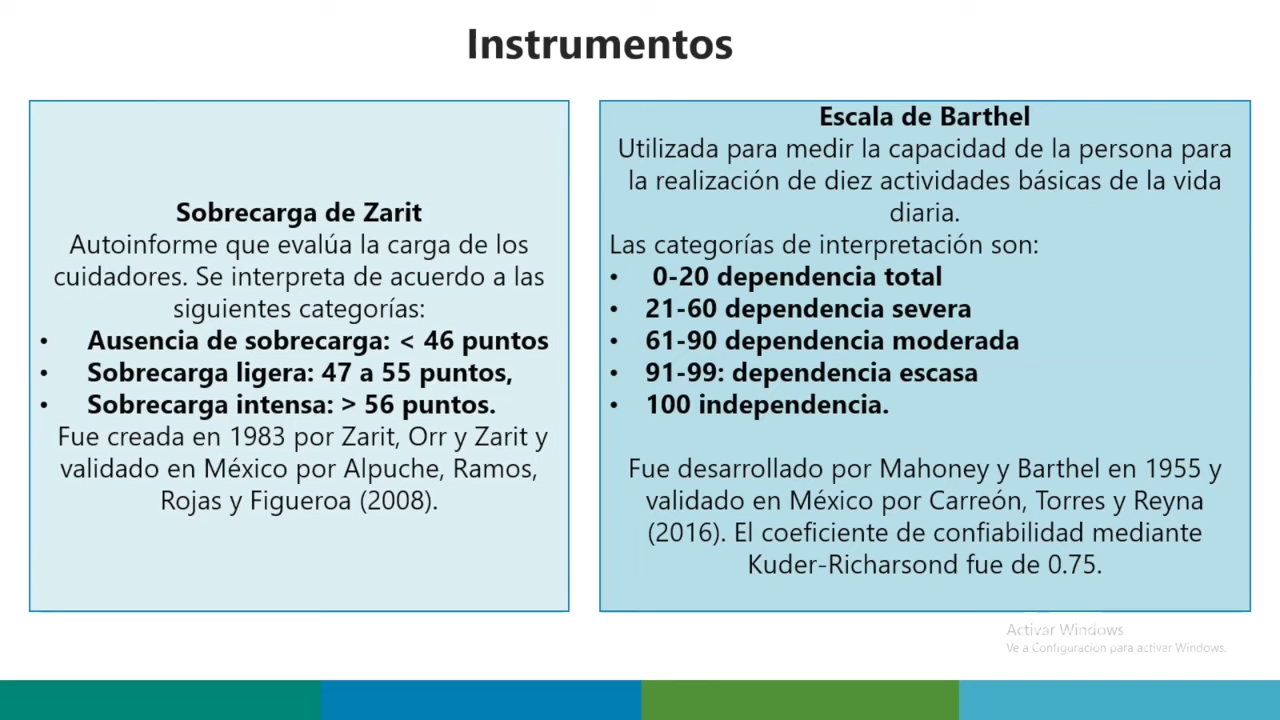 Instrumentos
Sobrecarga de Zarit
Autoinforme que evalúa la carga de los
cuidadores. Se interpreta de acuerdo a las
siguientes categorías:
• Ausencia de sobrecarga: < 46 puntos
• Sobrecarga ligera: 47 a 55 puntos,
• Sobrecarga intensa: > 56 puntos.
Fue creada en 1983 por Zarit, Orr y Zarit y
validado en México por Alpuche, Ramos,
Rojas y Figueroa (2008).
Escala de Barthel
Utilizada para medir la capacidad de la persona para
la realización de diez actividades básicas de la vida
diaria.
Las categorías de interpretación son:
• 0-20 dependencia total
• 21-60 dependencia severa
• 61-90 dependencia moderada
• 91-99: dependencia escasa
• 100 independencia.
Fue desarrollado por Mahoney y Barthel en 1955 y
validado en México por Carreón, Torres y Reyna
(2016). El coeficiente de confiabilidad mediante
Kuder-Richarsond fue de 0.75.
Activar Windows
Ve a Configuración para activar Windows.